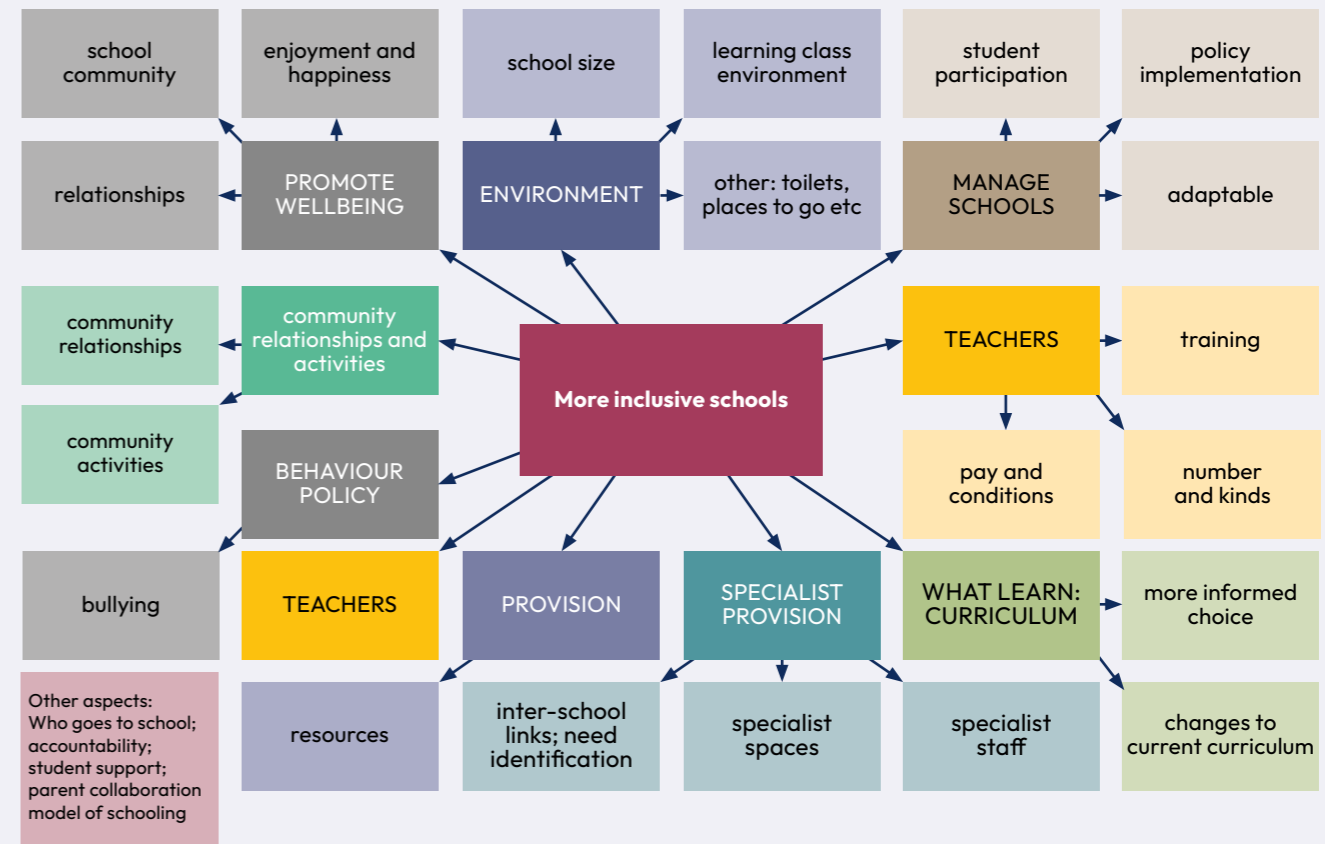 school
community
enjoyment and
happiness
school size
learning class
environment
student
participation
policy
implementation
relationships
PROMOTE
WELLBEING
ENVIRONMENT
other: toilets,
places to go etc
MANAGE
SCHOOLS
adaptable
community
relationships
community
relationships and
activities
More inclusive schools
TEACHERS
training
community
activities
BEHAVIOUR
POLICY
pay and
conditions
number
and kinds
bullying
TEACHERS
PROVISION
SPECIALIST
PROVISION
WHAT LEARN:
CURRICULUM
more informed
choice
Other aspects:
Who goes to school;
accountability;
student support;
parent collaboration
model of schooling
resources
inter-school
links; need
identification
specialist
spaces
specialist
staff
changes to
current curriculum